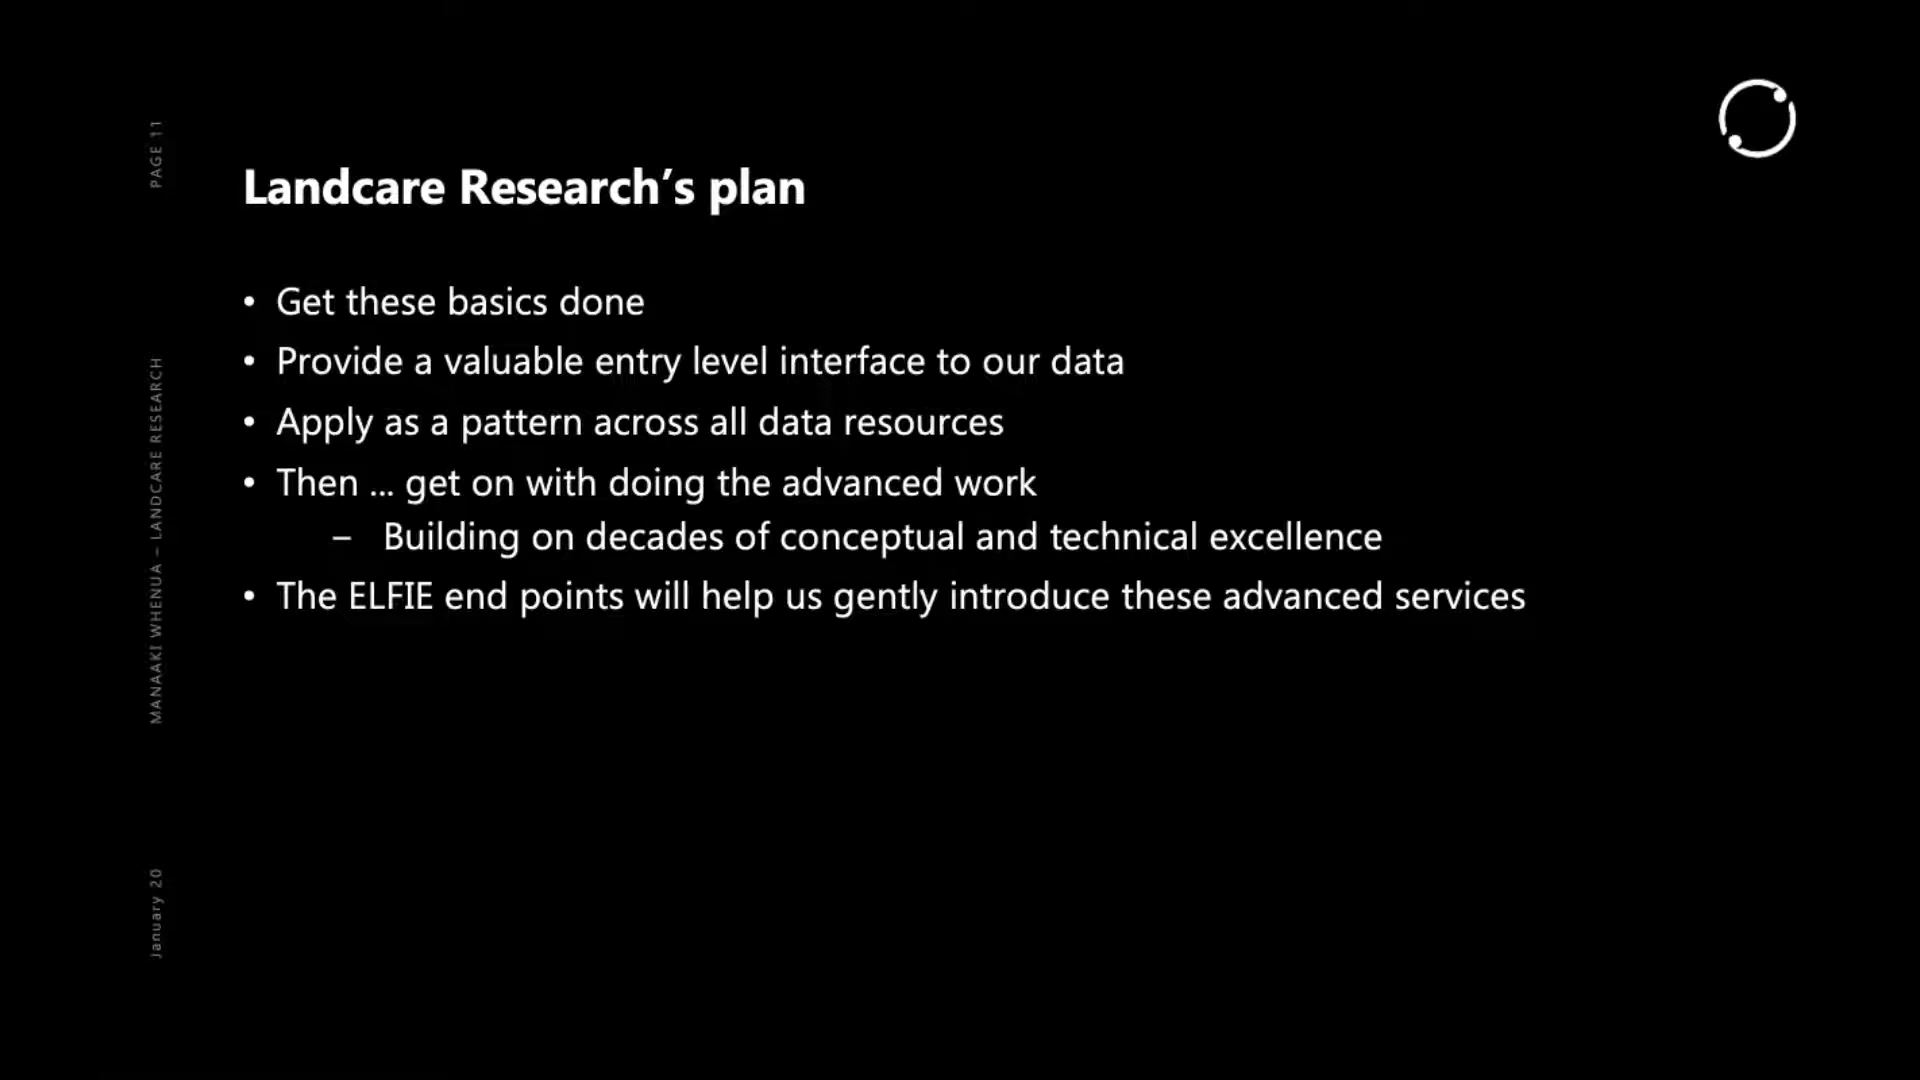 PAGE 11
Landcare Research’s plan
• Get these basics done
• Provide a valuable entry level interface to our data
• Apply as a pattern across all data resources
• Then ... get on with doing the advanced work
– Building on decades of conceptual and technical excellence
• The ELFIE end points will help us gently introduce these advanced services
MANAAKI WHENUA – LANDCARE RESEARCH
January 20